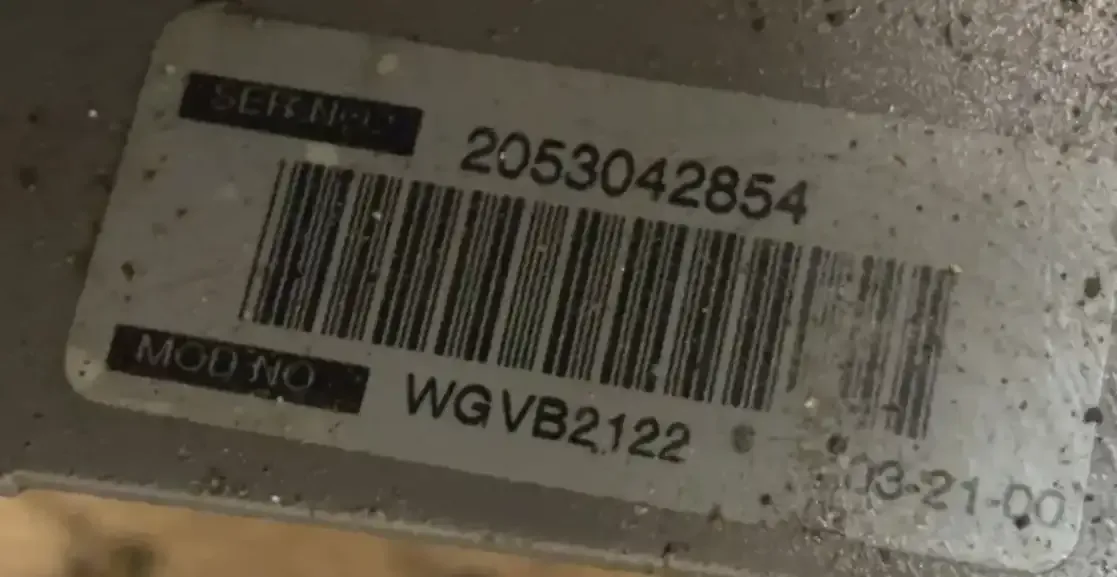 SER.NO.
2053042854
MOD NO
WGVB2122
03-21-00